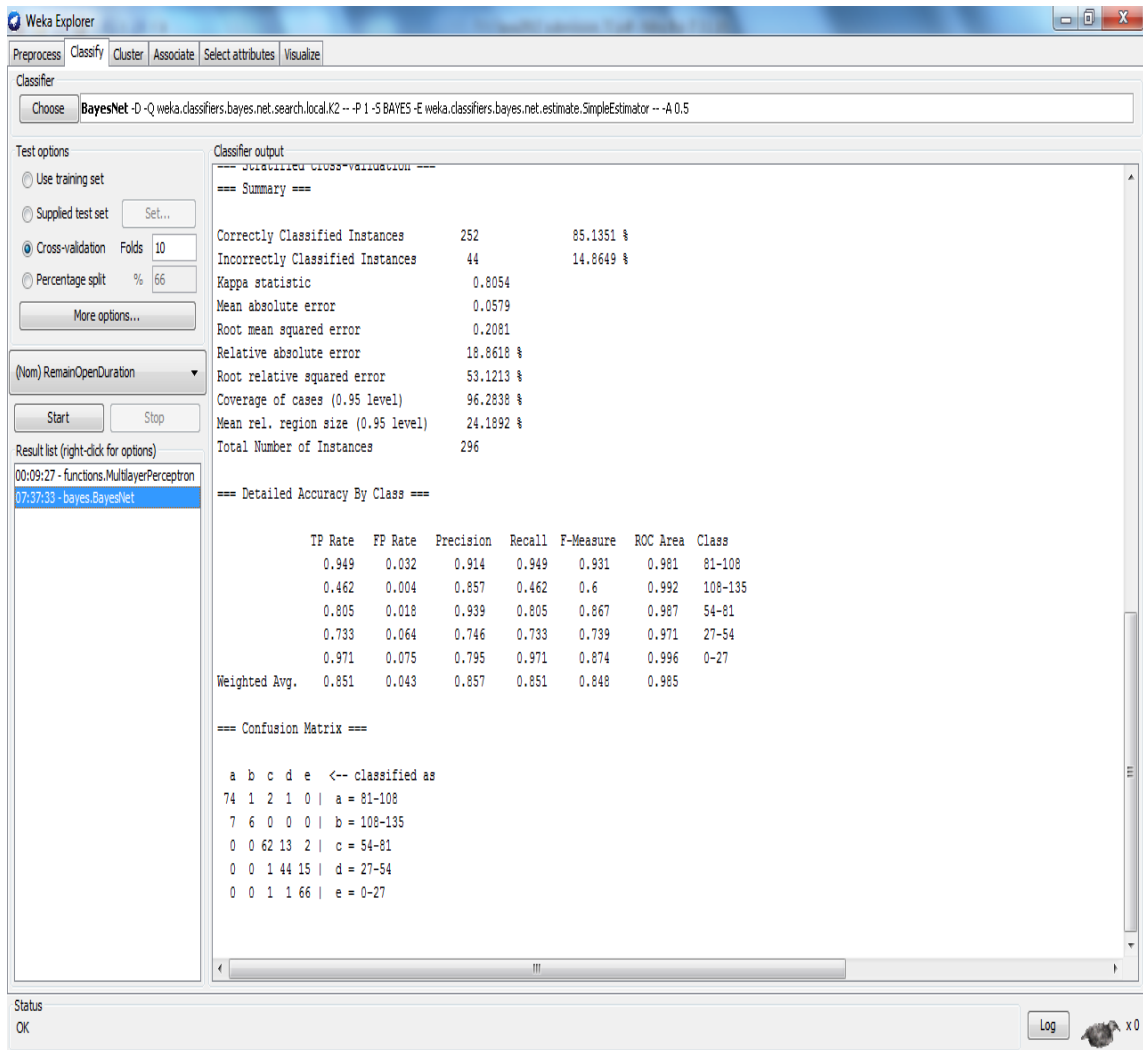 Weka Explorer
Preprocess Classify Cluster Associate Select attributes Visualize
Classifier
Choose BayesNet -D -Q weka.classifiers.bayes.net.search.local.K2 -- -P 1 -S BAYES -E weka.classifiers.bayes.net.estimate.SimpleEstimator -- -A 0.5
Test options
Use training set
Supplied test set Set...
Cross-validation Folds 10
Percentage split % 66
More options...
(Nom) RemainOpenDuration
Start Stop
Result list (right-click for options)
00:09:27 - functions.MultilayerPerceptron
07:37:33 - bayes.BayesNet
Classifier output
=== Stratified cross-validation ===
=== Summary ===
Correctly Classified Instances 252 85.1351 %
Incorrectly Classified Instances 44 14.8649 %
Kappa statistic 0.8054
Mean absolute error 0.0579
Root mean squared error 0.2081
Relative absolute error 18.8618 %
Root relative squared error 53.1213 %
Coverage of cases (0.95 level) 96.2838 %
Mean rel. region size (0.95 level) 24.1892 %
Total Number of Instances 296
=== Detailed Accuracy By Class ===
TP Rate FP Rate Precision Recall F-Measure ROC Area Class
0.949 0.032 0.914 0.949 0.931 0.981 81-108
0.462 0.004 0.857 0.462 0.6 0.992 108-135
0.805 0.018 0.939 0.805 0.867 0.987 54-81
0.733 0.064 0.746 0.733 0.739 0.971 27-54
0.971 0.075 0.795 0.971 0.874 0.996 0-27
Weighted Avg. 0.851 0.043 0.857 0.851 0.848 0.985
=== Confusion Matrix ===
a b c d e <-- classified as
74 1 2 1 0 | a = 81-108
7 6 0 0 0 | b = 108-135
0 0 62 13 2 | c = 54-81
0 0 1 44 15 | d = 27-54
0 0 1 1 66 | e = 0-27
Status
OK
Log
x 0